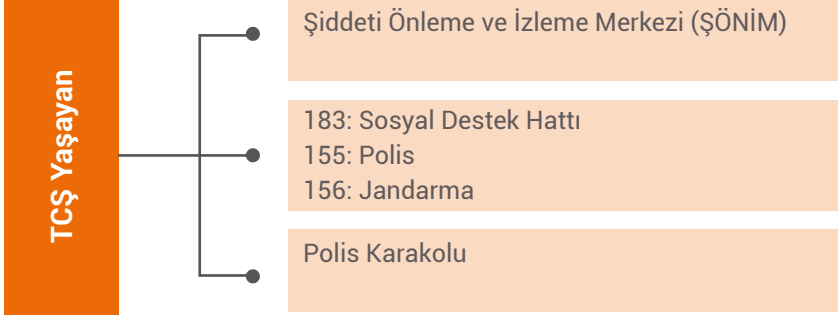 TCŞ Yaşayan
Şiddeti Önleme ve İzleme Merkezi (ŞÖNİM)
183: Sosyal Destek Hattı
155: Polis
156: Jandarma
Polis Karakolu